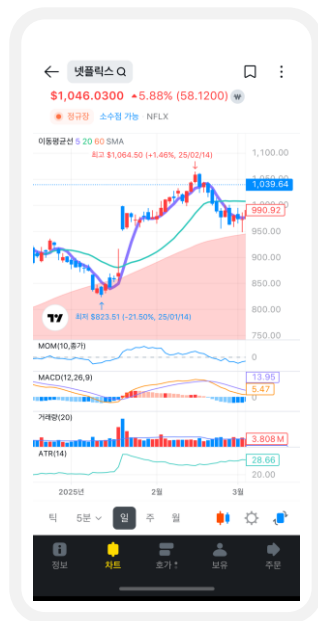 넷플릭스
$1,046.0300 ▲5.88% (58.1200) ₩
정규장 소수점 가능 NFLX
이동평균선 5 20 60 SMA
최고 $1,064.50 (+1.46%, 25/02/14)
1,100.00
1,039.64
990.92
950.00
900.00
850.00
800.00
최저 $823.51 (-21.50%, 25/01/14)
750.00
MOM(10,종가)
0
MACD(12,26,9)
13.95
5.47
0
거래량(20)
3.808M
ATR(14)
28.66
20.00
2025년 2월 3월
틱 5분 일 주 월
정보 차트 호가 보유 주문